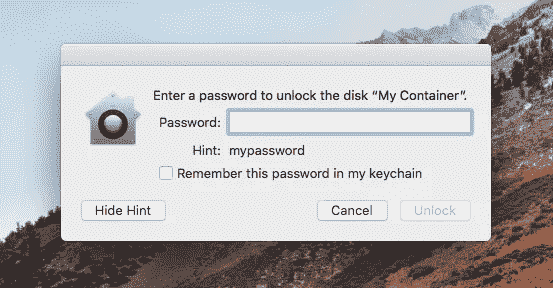 Enter a password to unlock the disk “My Container”.
Password:
Hint: mypassword
Remember this password in my keychain
Hide Hint Cancel Unlock